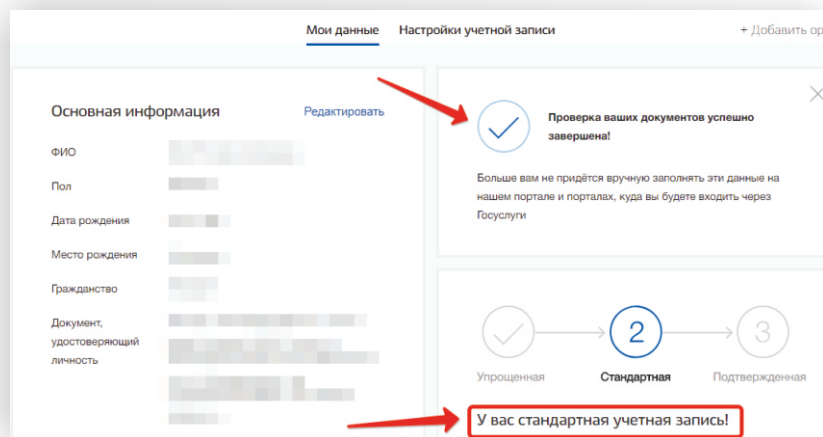 Мои данные Настройки учетной записи + Добавить ор
Основная информация Редактировать
ФИО
Пол
Дата рождения
Место рождения
Гражданство
Документ,
удостоверяющий
личность
Проверка ваших документов успешно
завершена!
Больше вам не придётся вручную заполнять эти данные на
нашем портале и порталах, куда вы будете входить через
Госуслуги
2 3
Упрощенная Стандартная Подтвержденная
У вас стандартная учетная запись!